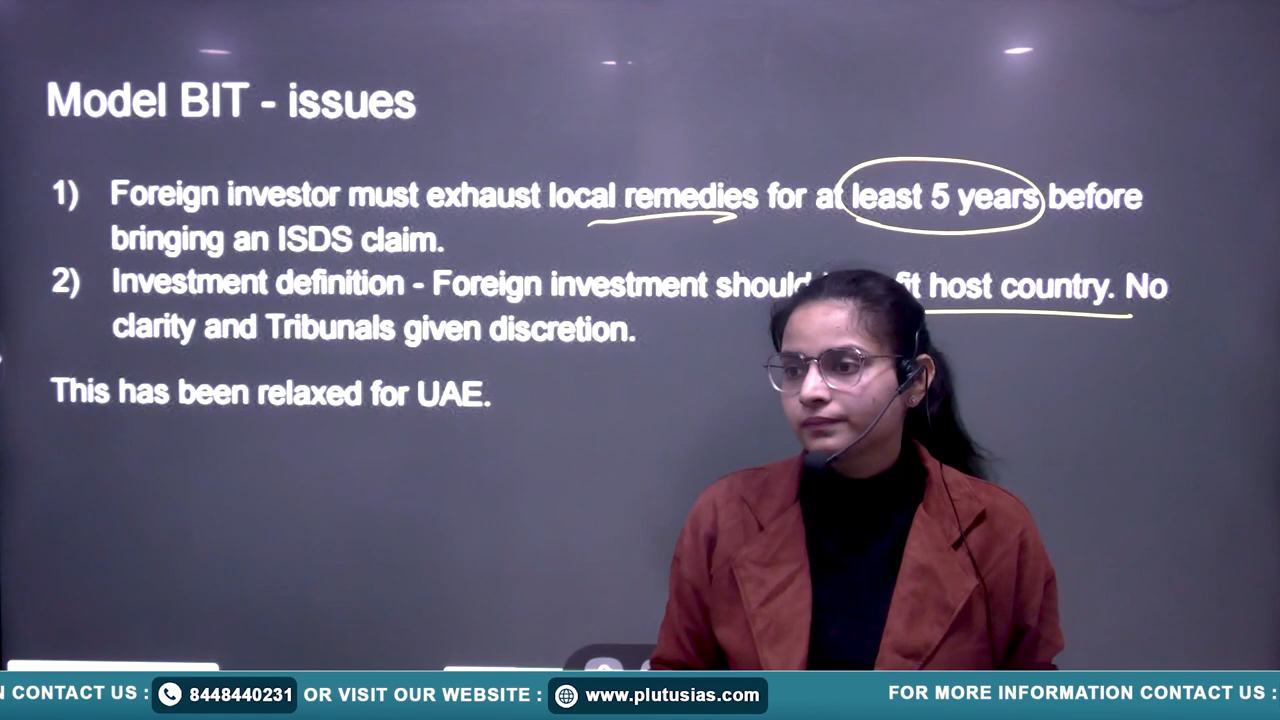 Model BIT - issues
1) Foreign investor must exhaust local remedies for at least 5 years before
bringing an ISDS claim.
2) Investment definition - Foreign investment should fit host country. No
clarity and Tribunals given discretion.
This has been relaxed for UAE.
N CONTACT US : 8448440231 OR VISIT OUR WEBSITE : www.plutusias.com FOR MORE INFORMATION CONTACT US :